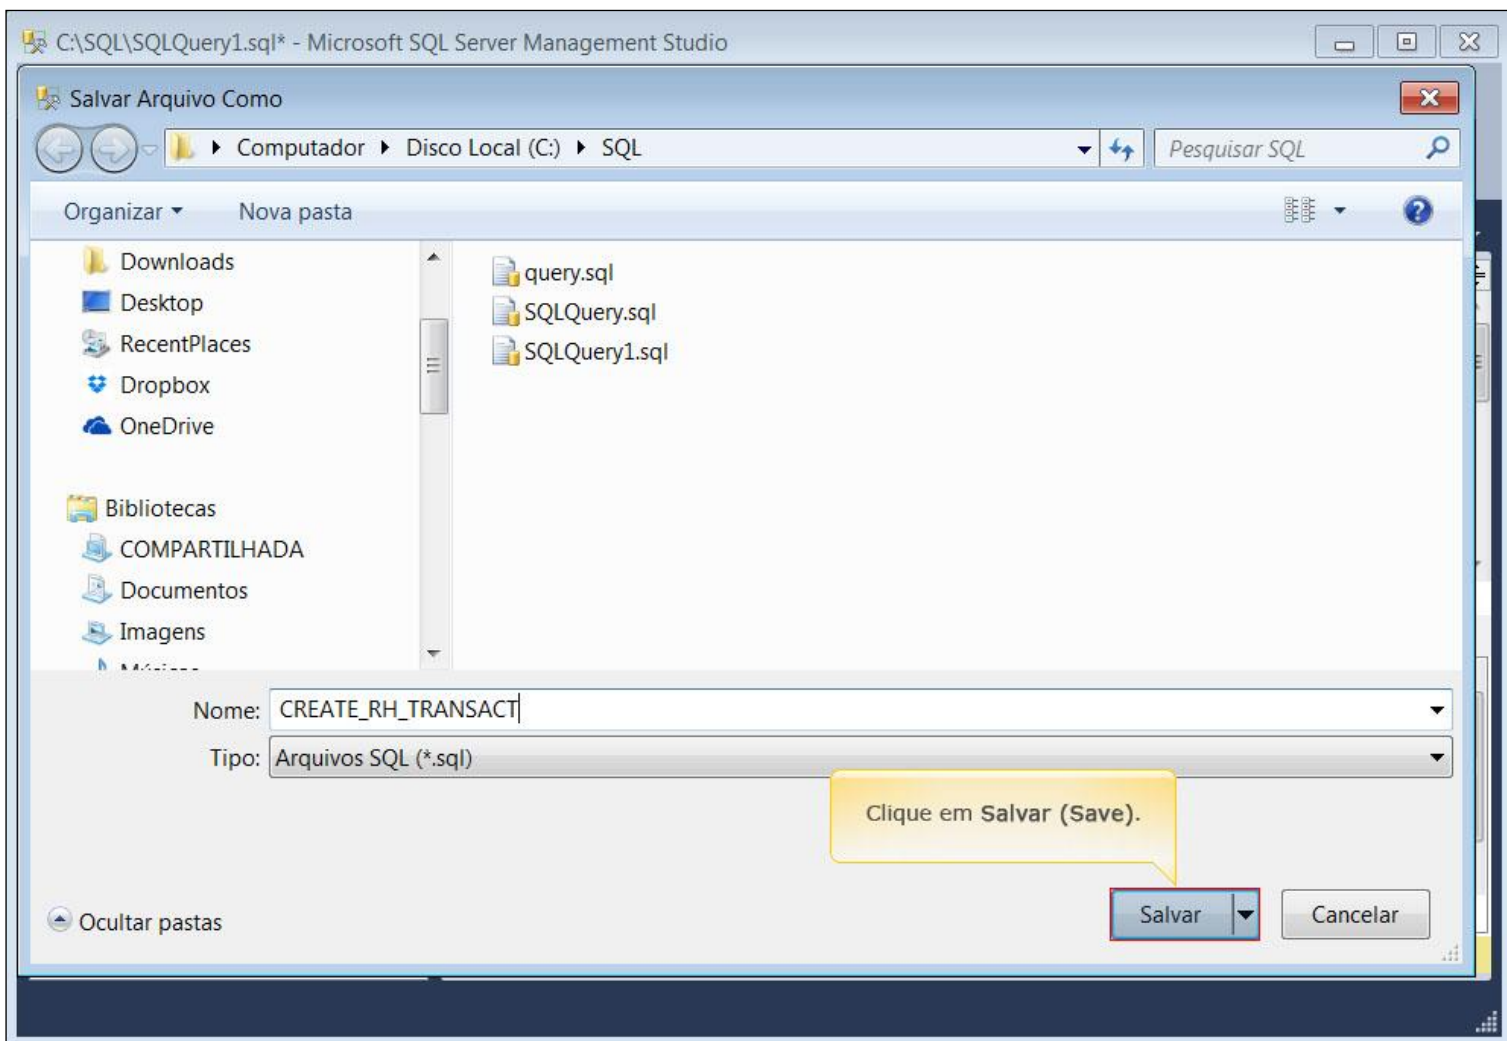 C:\SQL\SQLQuery1.sql* - Microsoft SQL Server Management Studio
Salvar Arquivo Como
Computador Disco Local (C:) SQL
Pesquisar SQL
Organizar Nova pasta
Downloads
Desktop
RecentPlaces
Dropbox
OneDrive
Bibliotecas
COMPARTILHADA
Documentos
Imagens
query.sql
SQLQuery.sql
SQLQuery1.sql
Nome: CREATE_RH_TRANSACT
Tipo: Arquivos SQL (*.sql)
Clique em Salvar (Save).
Ocultar pastas
Salvar
Cancelar